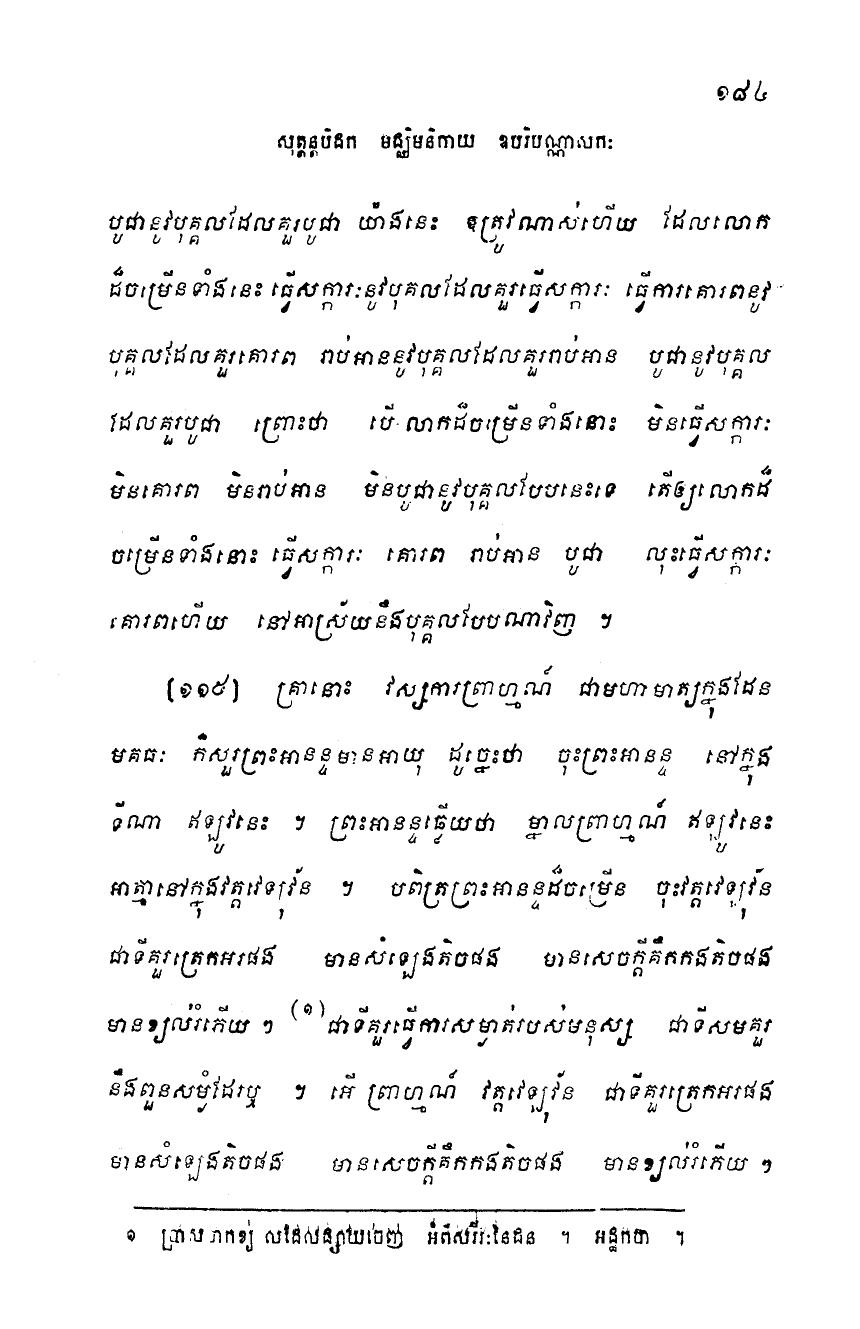 ១៨៤
សុត្តន្តបិដក មជ្ឈិមនិកាយ ឧបរិបណ្ណាសកៈ
បូជានូវបុគ្គលដែលគួរបូជា យ៉ាងនេះ ឧត្រូវណាស់ហើយ ដែលលោក
ដ៏ចម្រើនទាំងនេះ ធ្វើសក្ការៈនូវបុគលដែលគួរធ្វើសក្ការៈ ធ្វើការគោរពនូវ
បុគ្គលដែលគួរគោរព រាប់អាននូវបុគ្គលដែលគួររាប់អាន បូជានូវបុគ្គល
ដែលគួរបូជា ព្រោះថា បើលោកដ៏ចម្រើនទាំងនោះ មិនធ្វើសក្ការៈ
មិនគោរព មិនរាប់អាន មិនបូជានូវបុគ្គលបែបនេះទេ តើឲ្យលោកដ៏
ចម្រើនទាំងនោះ ធ្វើសក្ការៈ គោរព រាប់អាន បូជា លុះធ្វើសក្ការៈ
គោរពហើយ នៅអាស្រ័យនឹងបុគ្គលបែបណាវិញ ។
[១១៥] គ្រានោះ វស្សការព្រាហ្មណ៍ ជាមហាមាត្យក្នុងដែន
មគធៈ ក៏សួរព្រះអានន្ទមានអាយុ ដូច្នេះថា ចុះព្រះអានន្ទ នៅក្នុង
ទីណា ឥឡូវនេះ ។ ព្រះអានន្ទឆ្លើយថា ម្នាលព្រាហ្មណ៍ ឥឡូវនេះ
អាត្មានៅក្នុងវត្តវេឡុវ័ន ។ បពិត្រព្រះអានន្ទដ៏ចម្រើន ចុះវត្តវេឡុវ័ន
ជាទីគួរត្រេកអរផង មានសំឡេងតិចផង មានសេចក្តីគឹកកងតិចផង
មានខ្យល់រំភើយ ៗ (១) ជាទីគួរធ្វើការសម្ងាត់របស់មនុស្ស ជាទីសមគួរ
នឹងពួនសម្ងំដែរឬ ។ អើ ព្រាហ្មណ៍ វត្តវេឡុវ័ន ជាទីគួរត្រេកអរផង
មានសំឡេងតិចផង មានសេចក្តីគឹកកងតិចផង មានខ្យល់រំភើយ ៗ
១ ប្រាសចាកខ្យល់ដែលផ្សាយចេញ អំពីសរីរៈនៃជន ។ អដ្ឋកថា ។